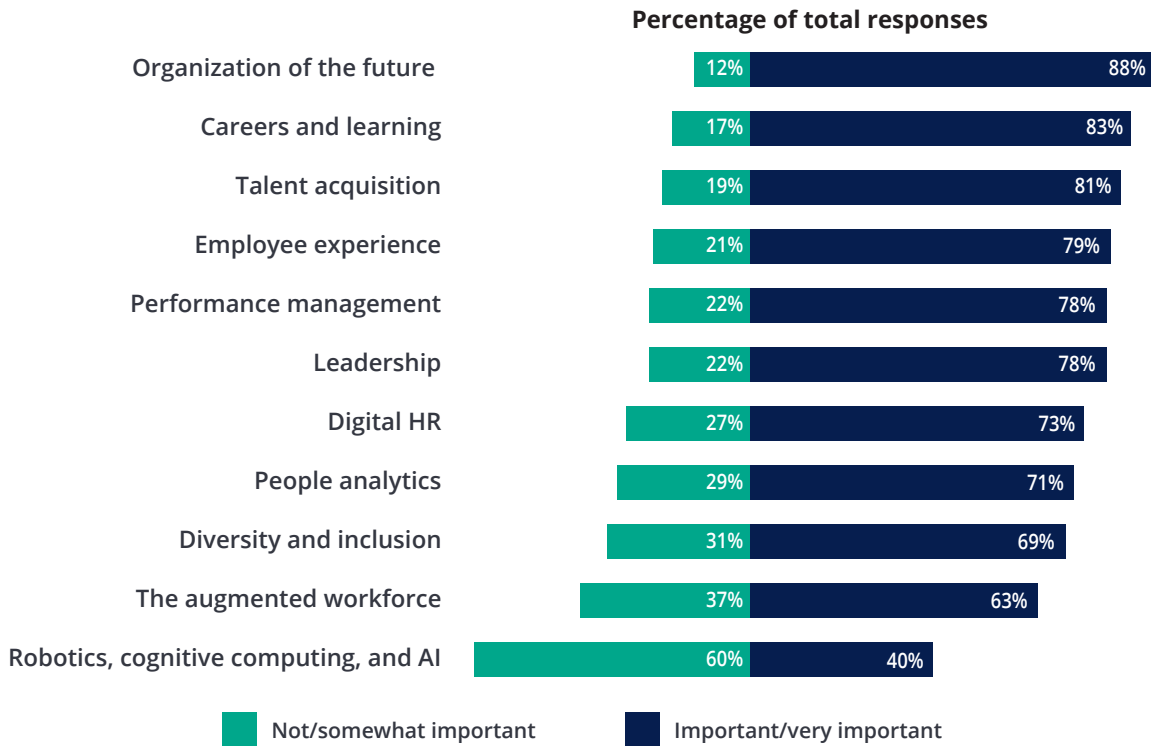 Percentage of total responses
Organization of the future 12% 88%
Careers and learning 17% 83%
Talent acquisition 19% 81%
Employee experience 21% 79%
Performance management 22% 78%
Leadership 22% 78%
Digital HR 27% 73%
People analytics 29% 71%
Diversity and inclusion 31% 69%
The augmented workforce 37% 63%
Robotics, cognitive computing, and AI 60% 40%
Not/somewhat important Important/very important